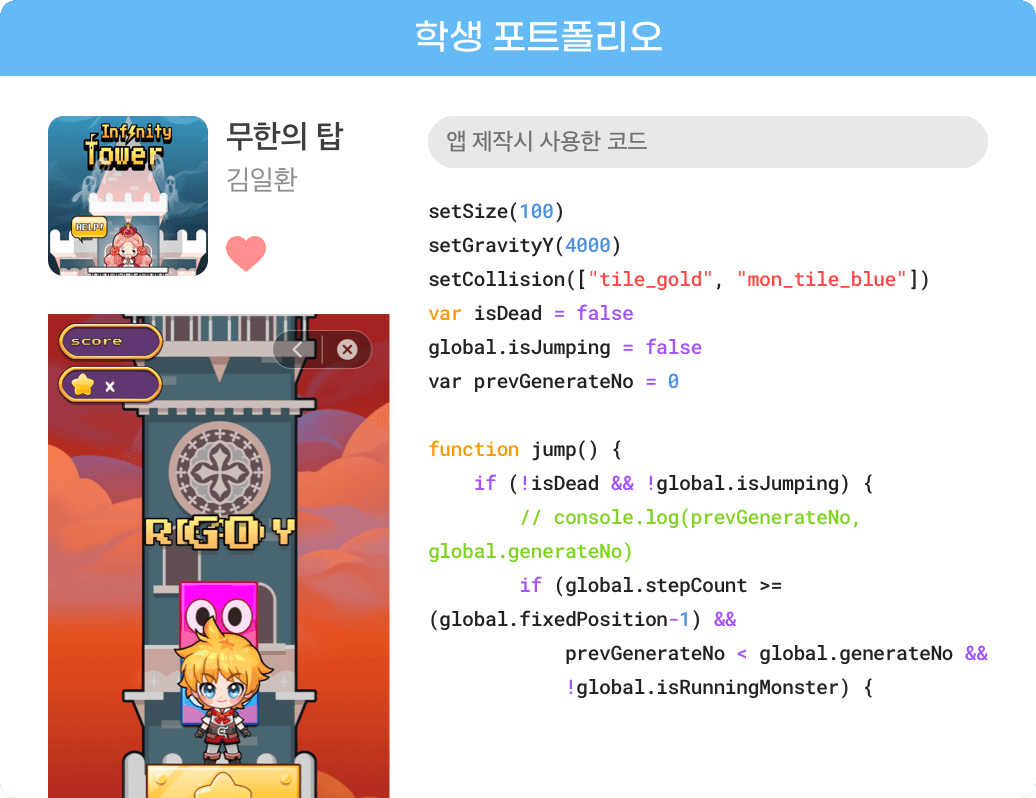 학생 포트폴리오
Infinity
Tower
HELP!
무한의 탑
김일환
score
x
앱 제작시 사용한 코드
setSize(100)
setGravityY(4000)
setCollision(["tile_gold", "mon_tile_blue"])
var isDead = false
global.isJumping = false
var prevGenerateNo = 0
function jump() {
if (!isDead && !global.isJumping) {
// console.log(prevGenerateNo,
global.generateNo)
if (global.stepCount >=
(global.fixedPosition-1) &&
prevGenerateNo < global.generateNo &&
!global.isRunningMonster) {